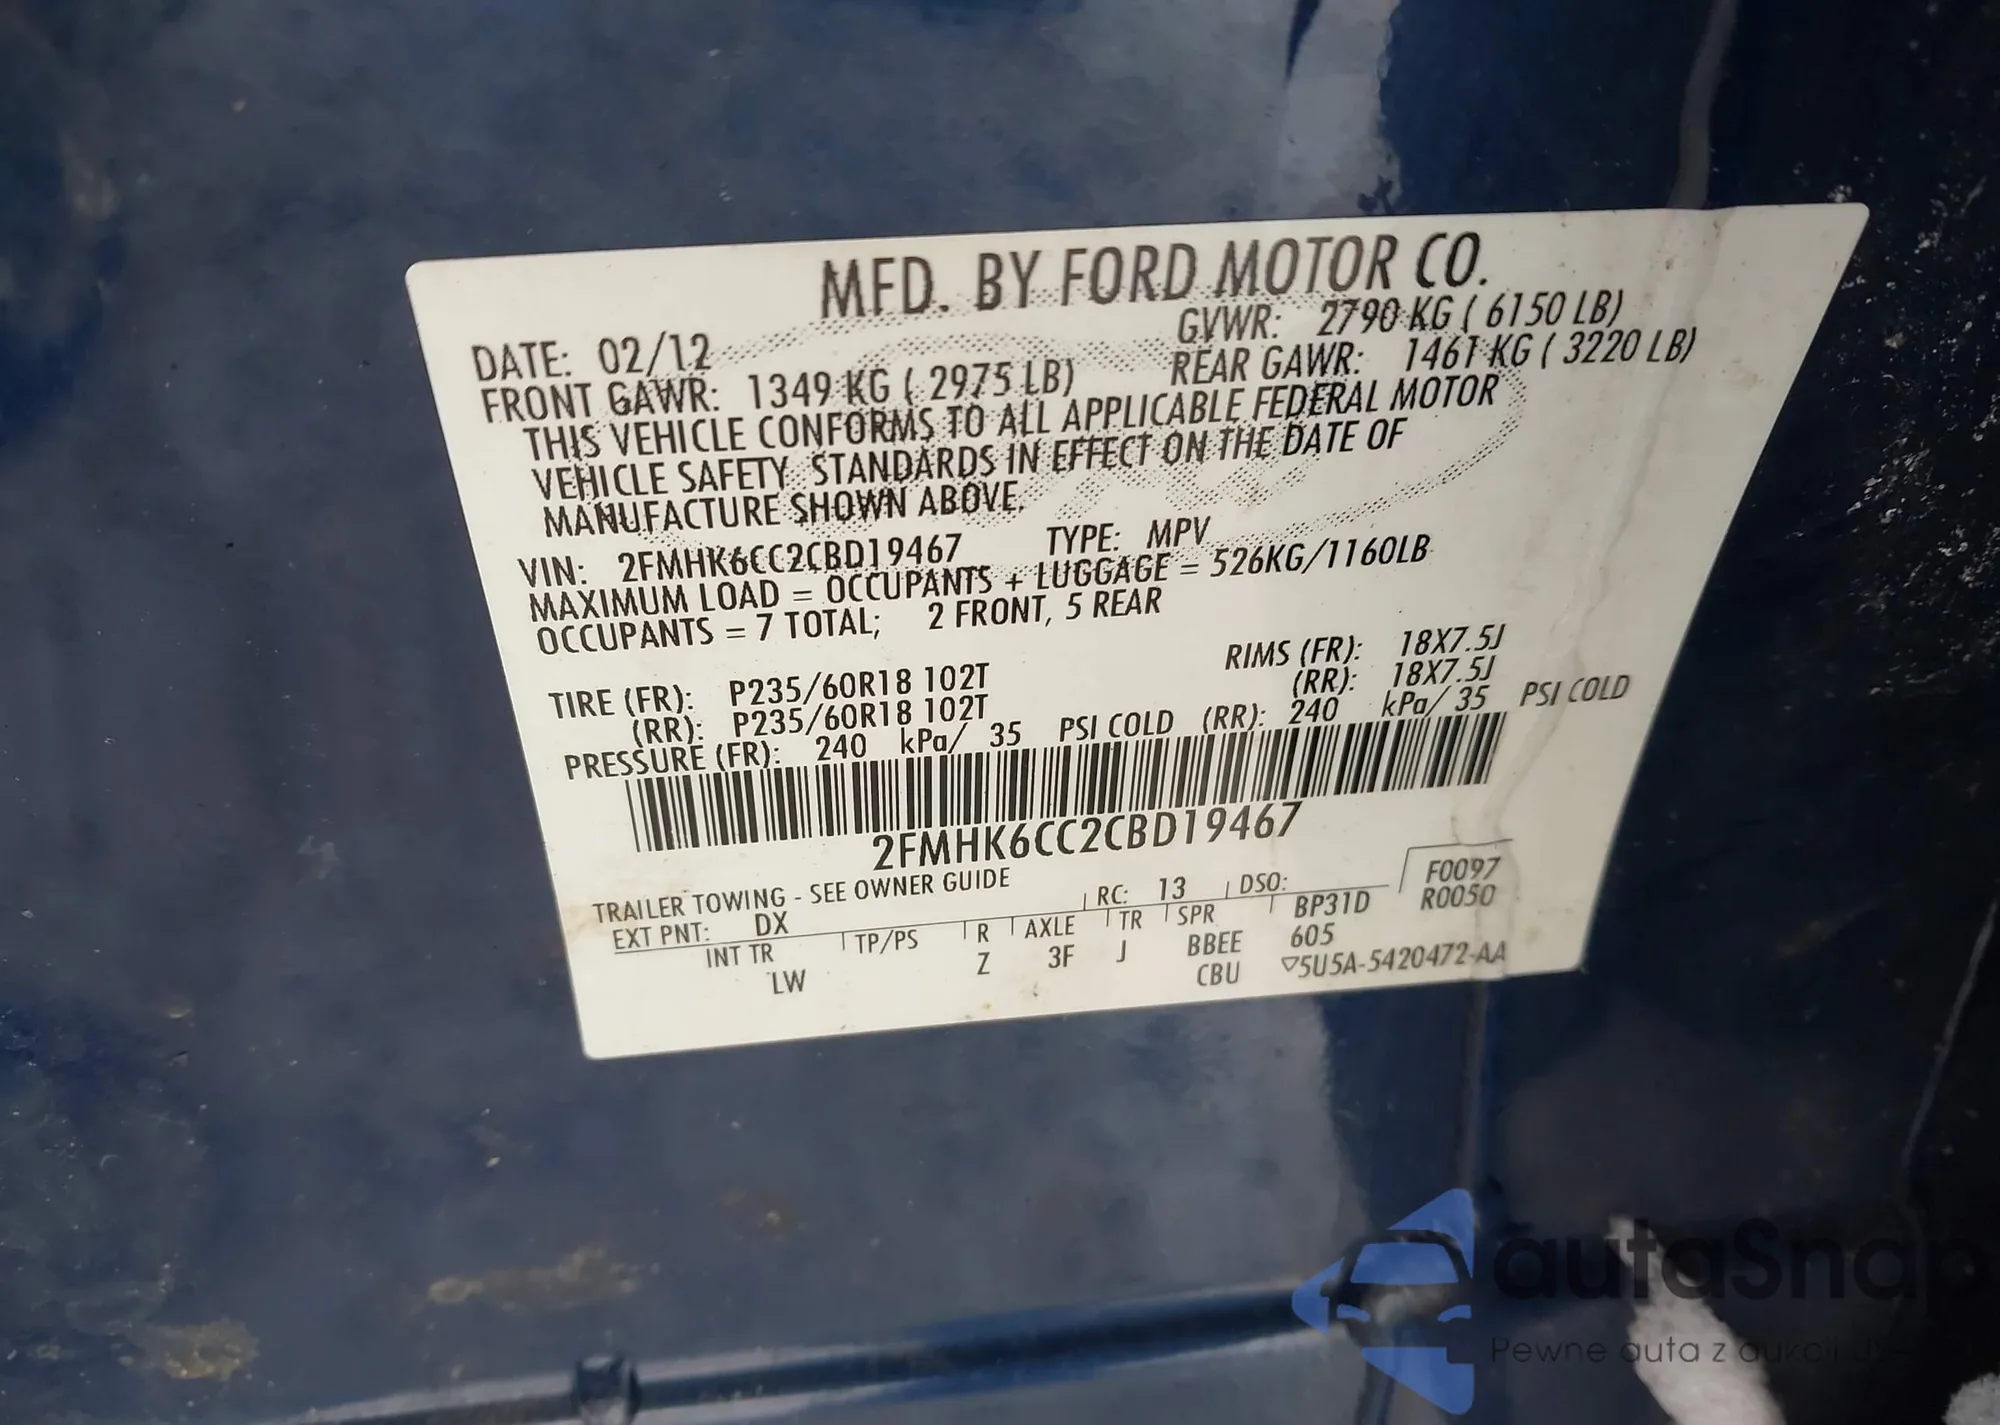 MFD. BY FORD MOTOR CO.
DATE: 02/12 GVWR: 2790 KG ( 6150 LB)
FRONT GAWR: 1349 KG ( 2975 LB) REAR GAWR: 1461 KG ( 3220 LB)
THIS VEHICLE CONFORMS TO ALL APPLICABLE FEDERAL MOTOR
VEHICLE SAFETY STANDARDS IN EFFECT ON THE DATE OF
MANUFACTURE SHOWN ABOVE.
VIN: 2FMHK6CC2CBD19467 TYPE: MPV
MAXIMUM LOAD = OCCUPANTS + LUGGAGE = 526KG/1160LB
OCCUPANTS = 7 TOTAL; 2 FRONT, 5 REAR
TIRE (FR): P235/60R18 102T RIMS (FR): 18X7.5J
(RR): P235/60R18 102T (RR): 18X7.5J
PRESSURE (FR): 240 kPa/ 35 PSI COLD (RR): 240 kPa/ 35 PSI COLD
2FMHK6CC2CBD19467
TRAILER TOWING - SEE OWNER GUIDE F0097
EXT PNT: DX RC: 13 DSO: BP31D R0050
INT TR TP/PS R AXLE TR SPR 605
LW Z 3F J BBEE
CBU ▽5U5A-5420472-AA
autaSnap
Pewne auta z aukcji